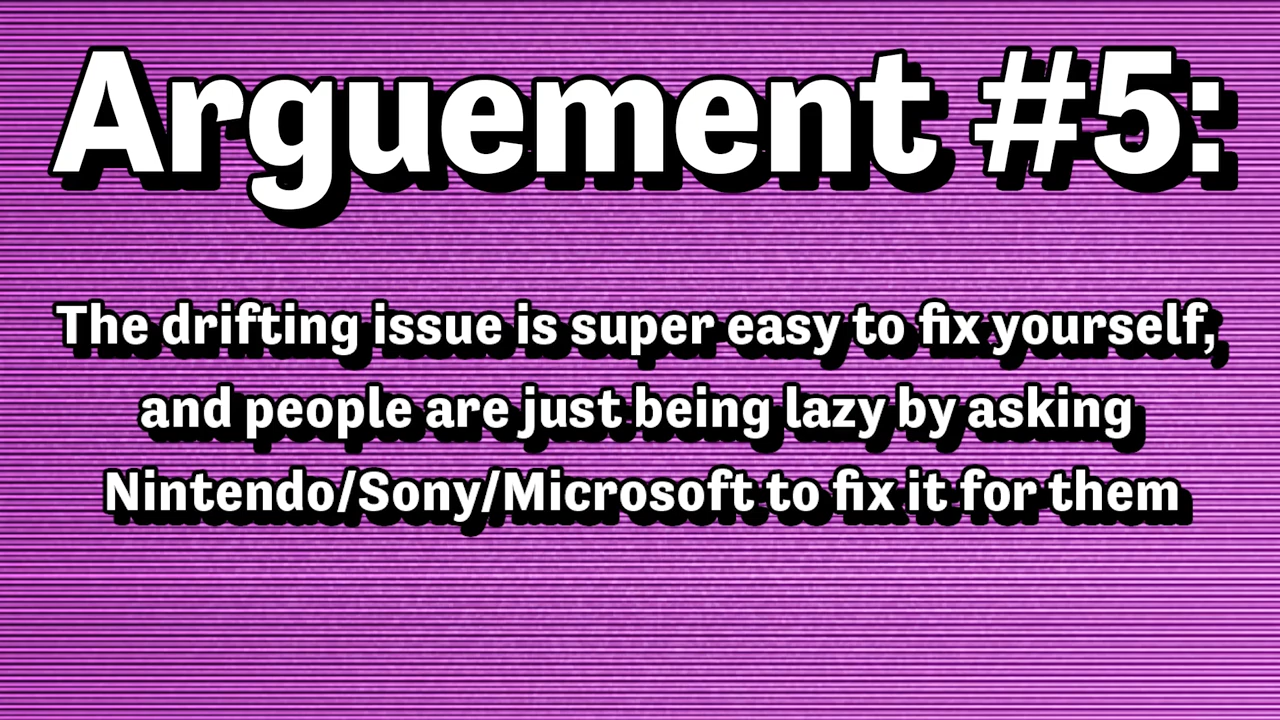 Arguement #5:
The drifting issue is super easy to fix yourself,
and people are just being lazy by asking
Nintendo/Sony/Microsoft to fix it for them